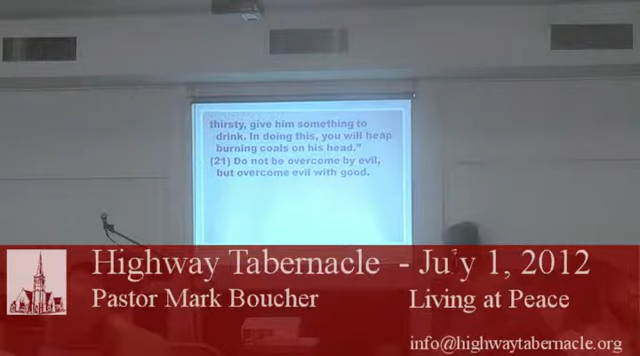 thirsty, give him something to
drink. In doing this, you will heap
burning coals on his head."
(21) Do not be overcome by evil,
but overcome evil with good.
Highway Tabernacle - July 1, 2012
Pastor Mark Boucher
Living at Peace
info@highwaytabernacle.org